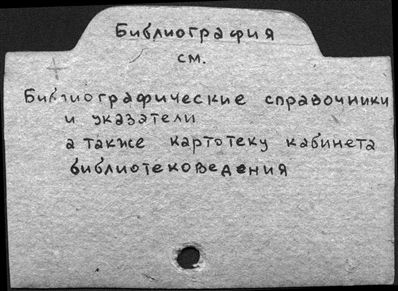 Библиография
см.
Библиографические справочники
и указатели
а также картотеку кабинета
библиотековедения